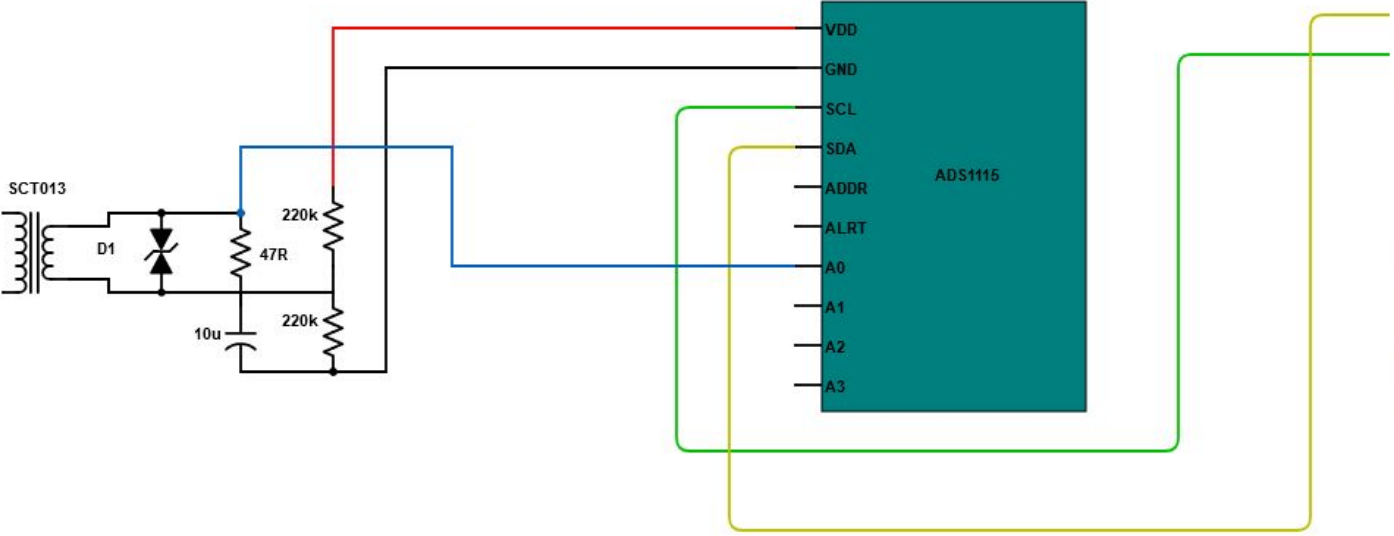 VDD
GND
SCL
SDA
ADS1115
ADDR
SCT013
220k
ALRT
D1
47R
A0
A1
220k
10u
A2
A3